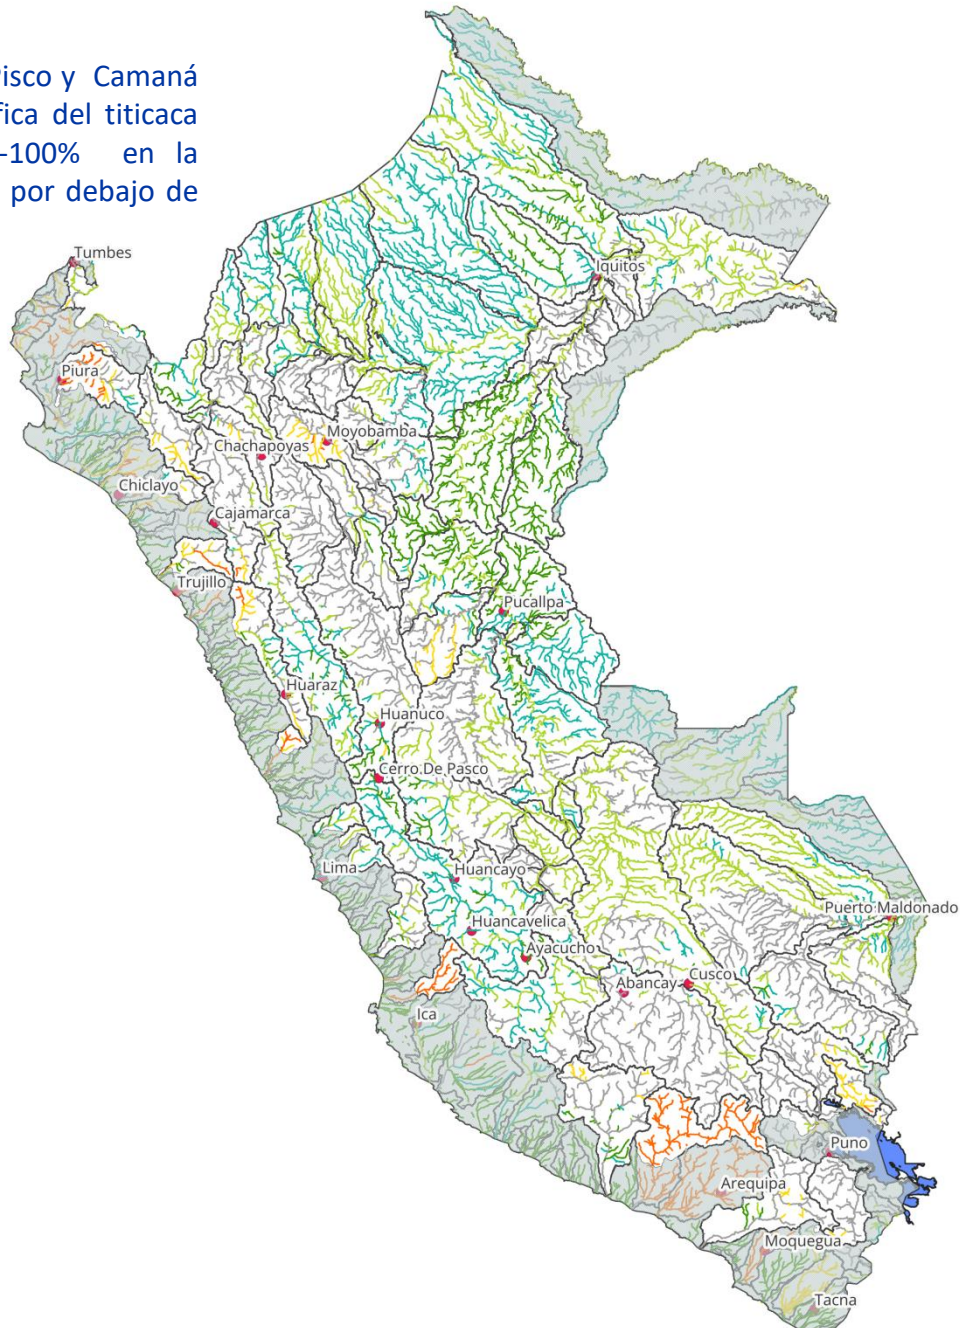 Pisco y Camaná
fica del titicaca
-100% en la
por debajo de
Tumbes
Iquitos
Piura
Moyobamba
Chachapoyas
Chiclayo
Cajamarca
Trujillo
Pucallpa
Huaraz
Huanuco
Cerro De Pasco
Lima
Huancayo
Puerto Maldonado
Huancavelica
Ayacucho
Cusco
Abancay
Ica
Puno
Arequipa
Moquegua
Tacna